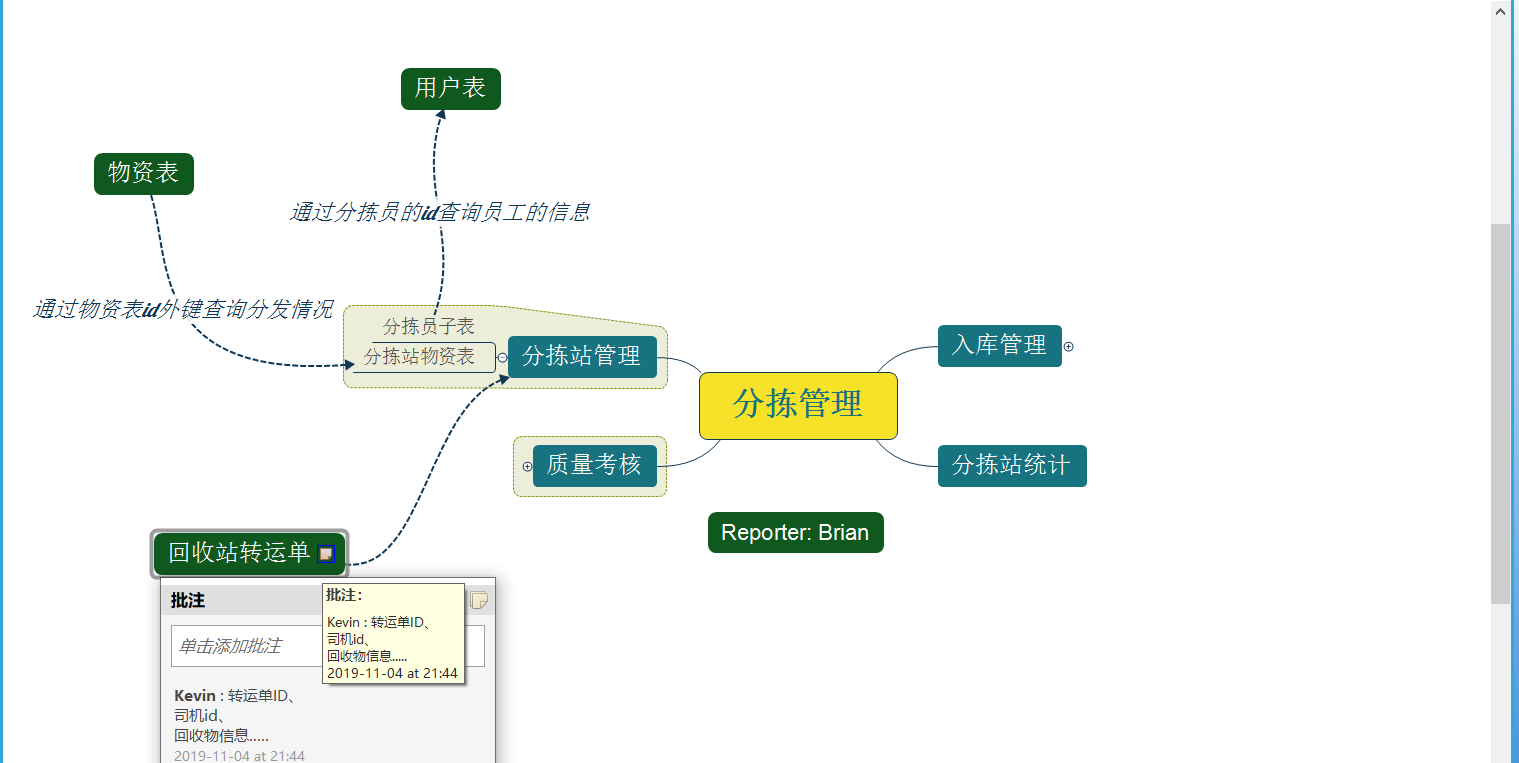 用户表
物资表
通过分拣员的id查询员工的信息
通过物资表id外键查询分发情况
分拣员子表
分拣站物资表
分拣站管理
入库管理
分拣管理
质量考核
分拣站统计
Reporter: Brian
回收站转运单
批注
单击添加批注
批注：
Kevin : 转运单ID、
司机id、
回收物信息.....
2019-11-04 at 21:44
Kevin : 转运单ID、
司机id、
回收物信息.....
2019-11-04 at 21:44